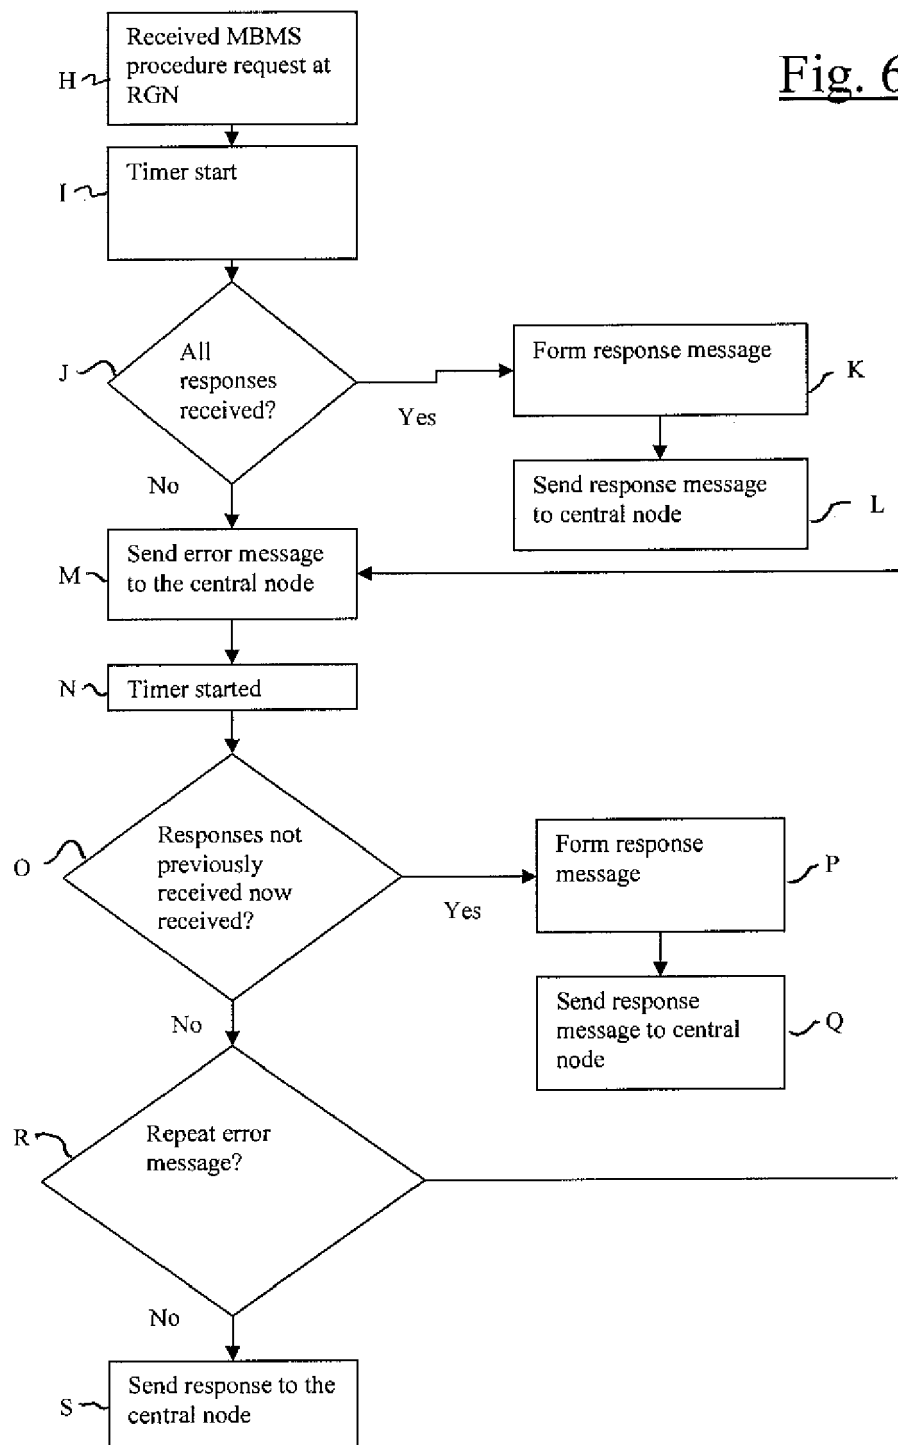 Received MBMS
procedure request at
RGN
H
Fig. 6
Timer start
I
All
responses
received?
J
Yes
Form response message
K
No
Send response message
to central node
L
Send error message
to the central node
M
Timer started
N
Responses not
previously
received now
received?
O
Yes
Form response
message
P
No
Send response
message to central
node
Q
Repeat error
message?
R
No
Send response to the
central node
S